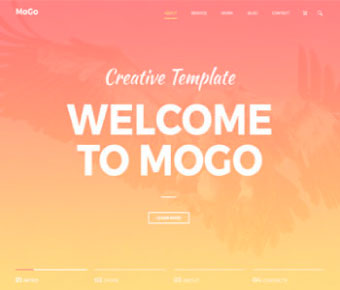 MoGo
ABOUT SERVICE WORK BLOG CONTACT
Creative Template
WELCOME
TO MOGO
LEARN MORE
01 INTRO 02 WORK 03 ABOUT 04 CONTACTS